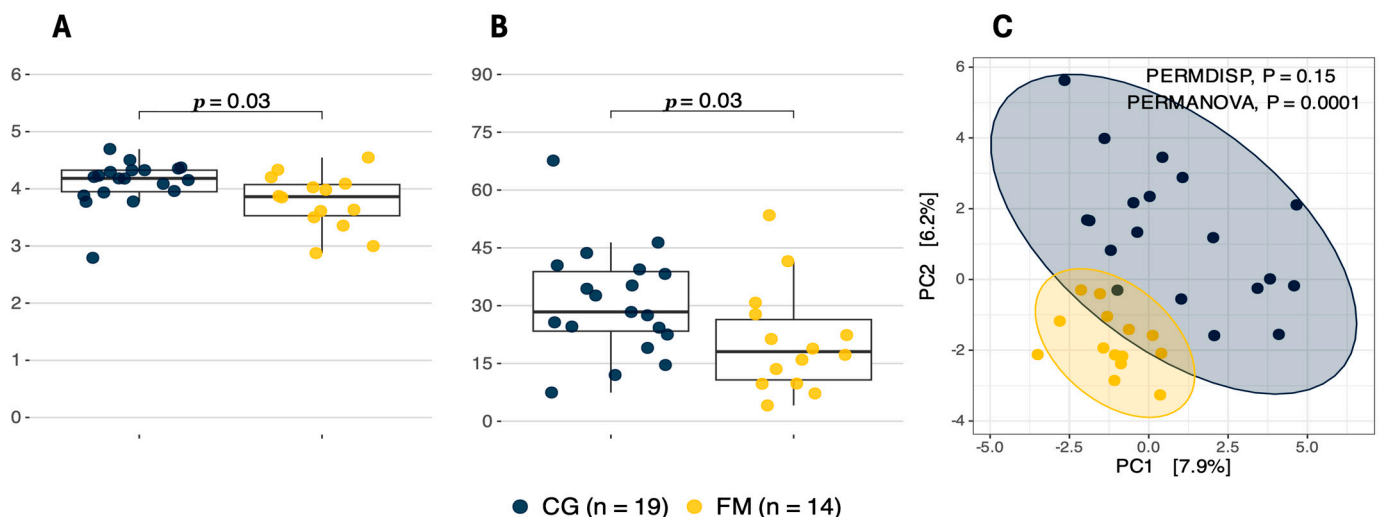 A
B
C
6
5
4
3
2
1
0
p = 0.03
90
75
60
45
30
15
0
p = 0.03
6
4
2
0
-2
-4
PC2 [6.2%]
PERMDISP, P = 0.15
PERMANOVA, P = 0.0001
-5.0
-2.5
0.0
2.5
5.0
PC1 [7.9%]
CG (n = 19)
FM (n = 14)